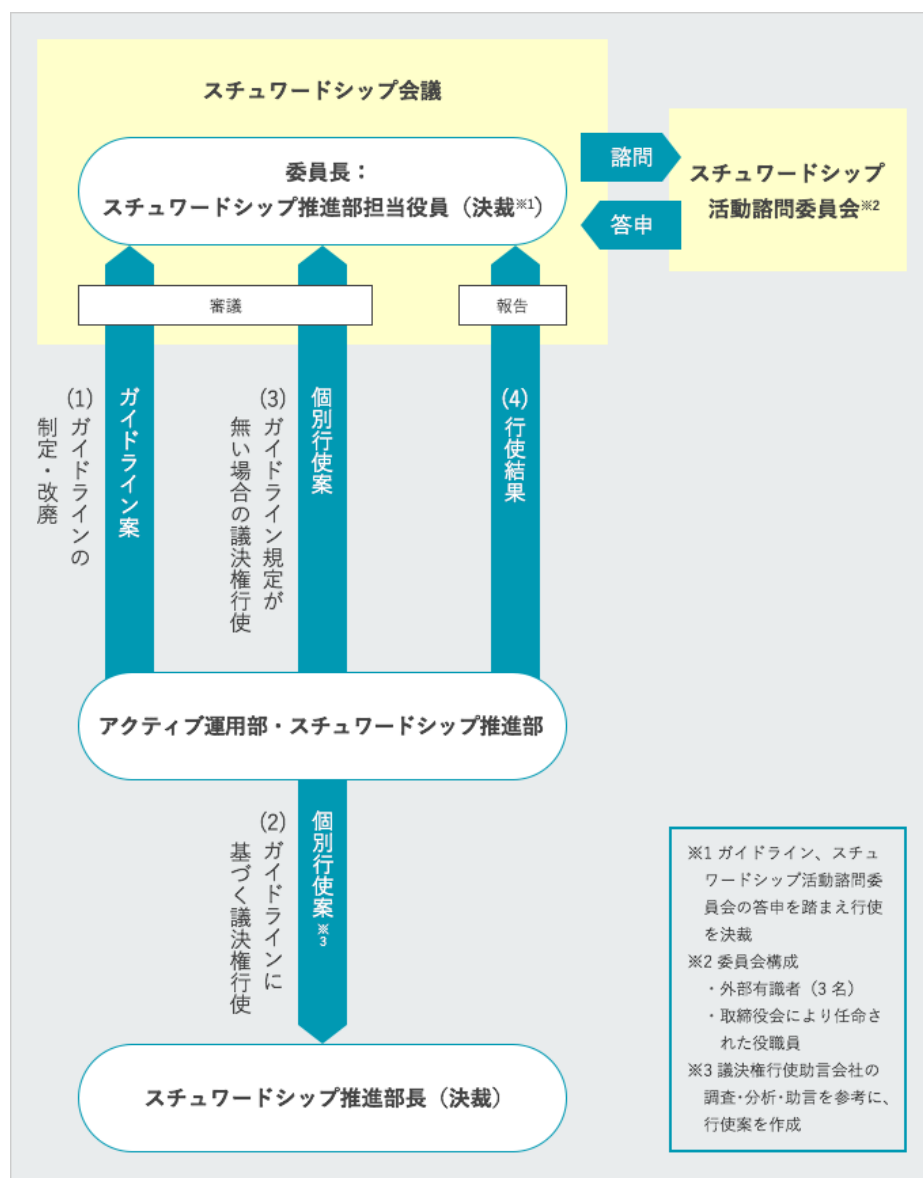 スチュワードシップ会議
委員長：
スチュワードシップ推進部担当役員（決裁※1）
諮問
答申
スチュワードシップ
活動諮問委員会※2
審議
報告
(1) ガイドラインの
制定・改廃
ガイドライン案
(3) ガイドライン規定が
無い場合の議決権行使
個別行使案
(4) 行使結果
アクティブ運用部・スチュワードシップ推進部
(2) ガイドラインに
基づく議決権行使
個別行使案※3
スチュワードシップ推進部長（決裁）
※1 ガイドライン、スチュ
ワードシップ活動諮問委
員会の答申を踏まえ行使
を決裁
※2 委員会構成
・外部有識者（3 名）
・取締役会により任命さ
れた役職員
※3 議決権行使助言会社の
調査・分析・助言を参考に、
行使案を作成